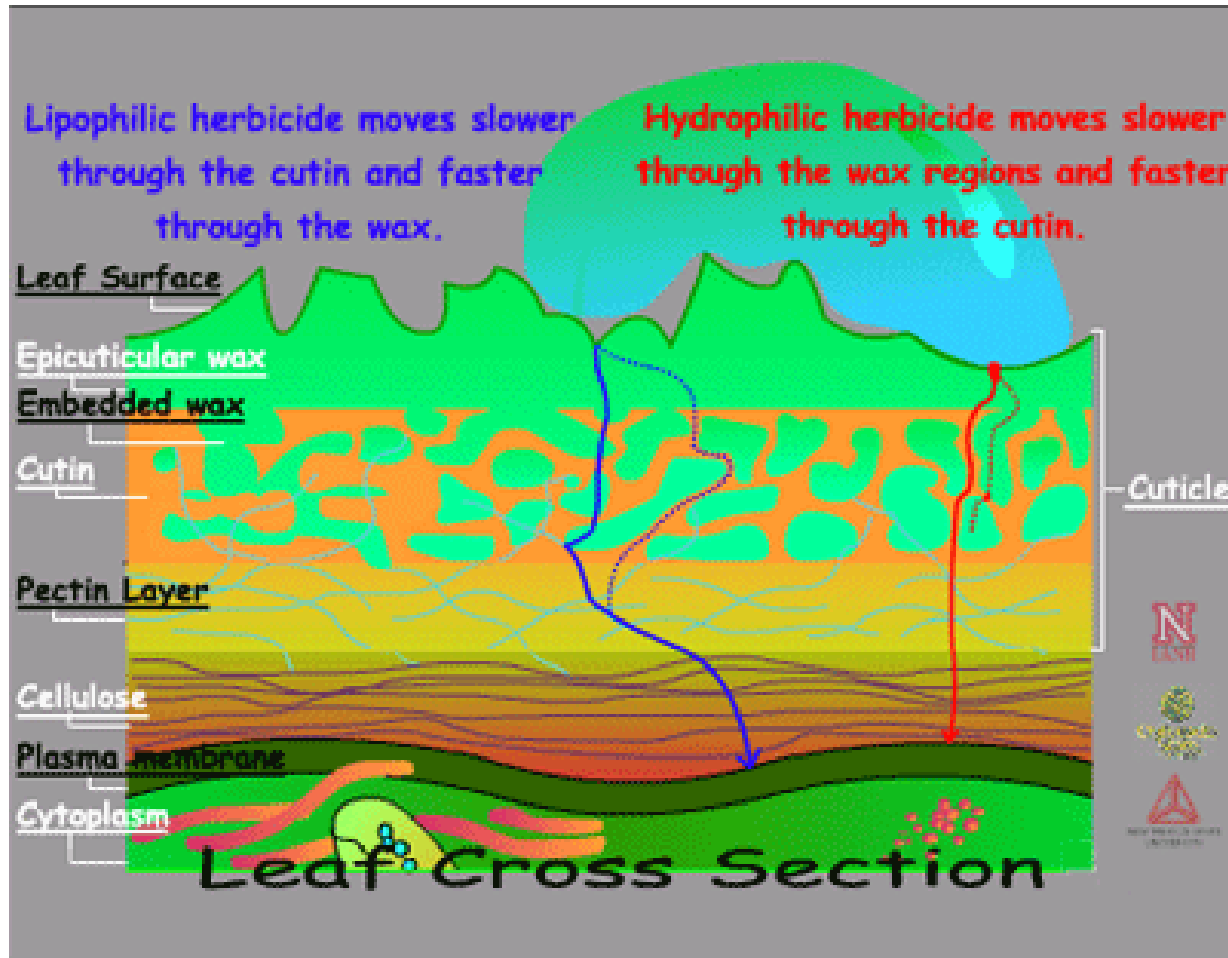 Lipophilic herbicide moves slower
through the cutin and faster
through the wax.
Hydrophilic herbicide moves slower
through the wax regions and faster
through the cutin.
Leaf Surface
Epicuticular wax
Embedded wax
Cutin
Cuticle
Pectin Layer
N
Cellulose
Plasma membrane
Cytoplasm
Leaf Cross Section